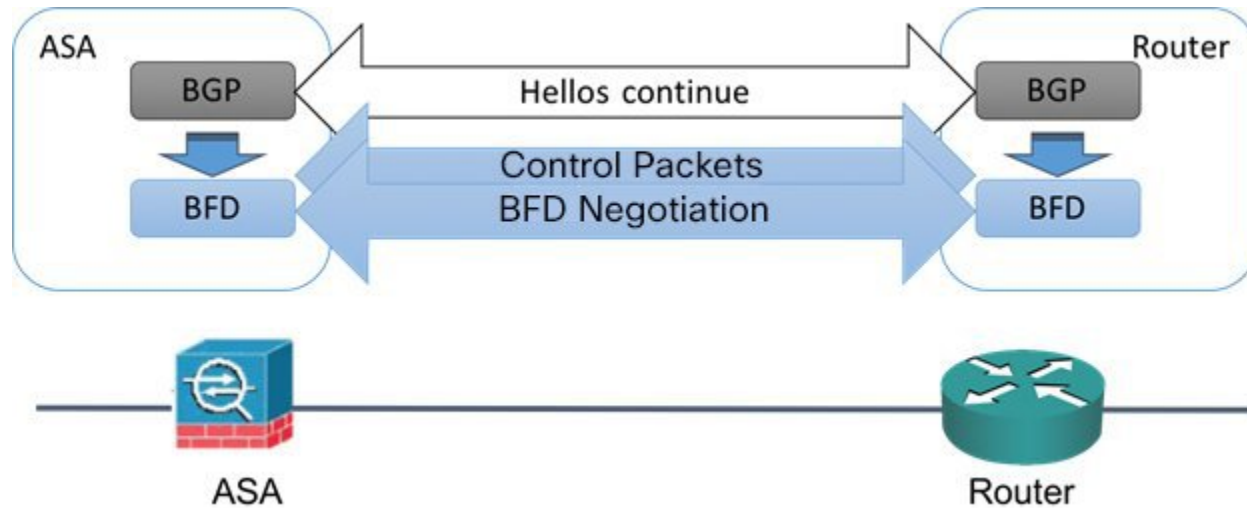 ASA
Router
BGP
Hellos continue
BGP
Control Packets
BFD
BFD Negotiation
BFD
ASA
Router